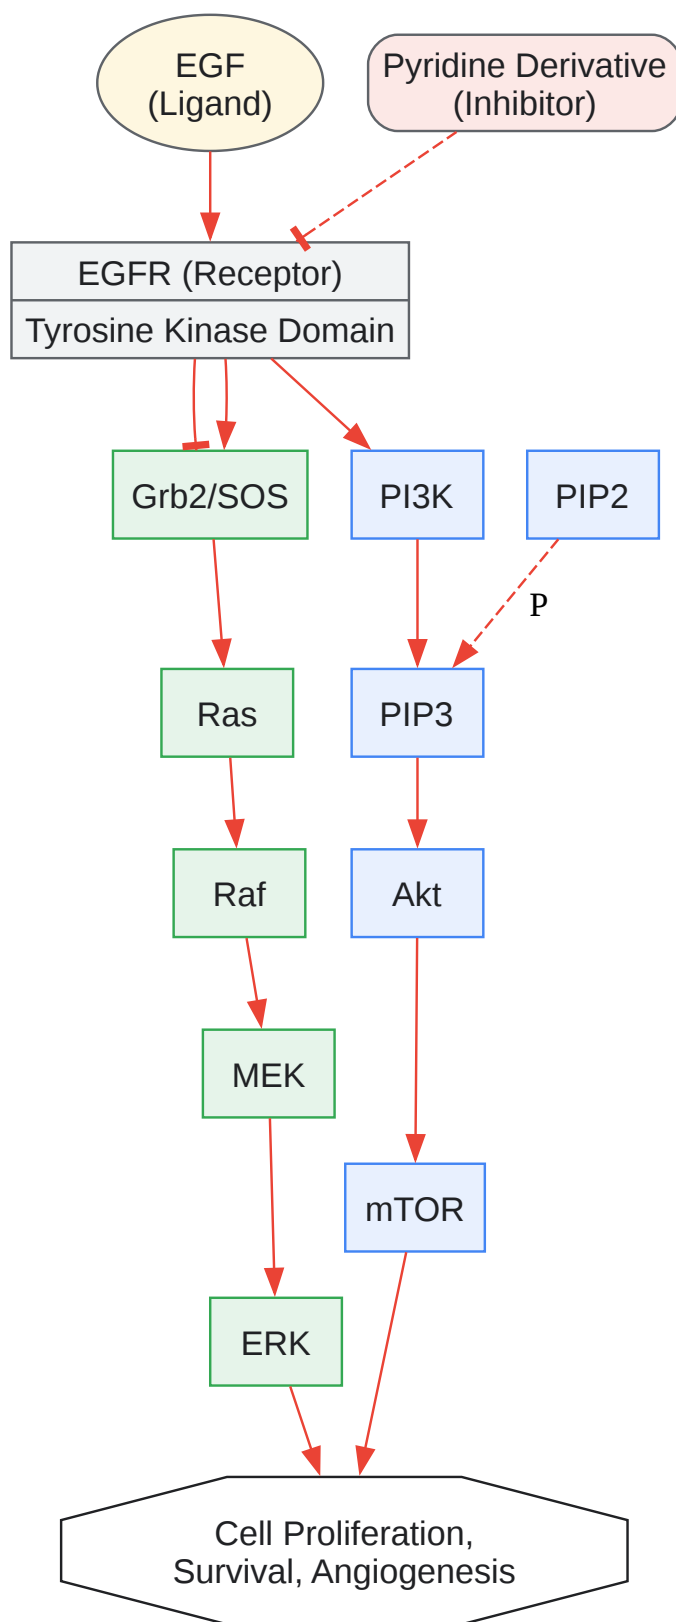 EGF
(Ligand)
Pyridine Derivative
(Inhibitor)
EGFR (Receptor)
Tyrosine Kinase Domain
Grb2/SOS
PI3K
PIP2
P
Ras
PIP3
Raf
Akt
MEK
mTOR
ERK
Cell Proliferation,
Survival, Angiogenesis